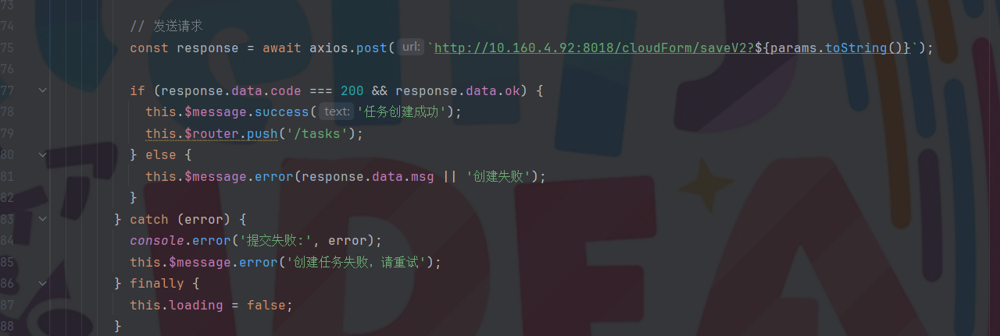 73
74 // 发送请求
75 const response = await axios.post( url: `http://10.160.4.92:8018/cloudForm/saveV2?${params.toString()}`);
76
77 if (response.data.code === 200 && response.data.ok) {
78 this.$message.success( text: '任务创建成功');
79 this.$router.push('/tasks');
80 } else {
81 this.$message.error(response.data.msg || '创建失败');
82 }
83 } catch (error) {
84 console.error('提交失败:', error);
85 this.$message.error('创建任务失败，请重试');
86 } finally {
87 this.loading = false;
88 }
IDEA